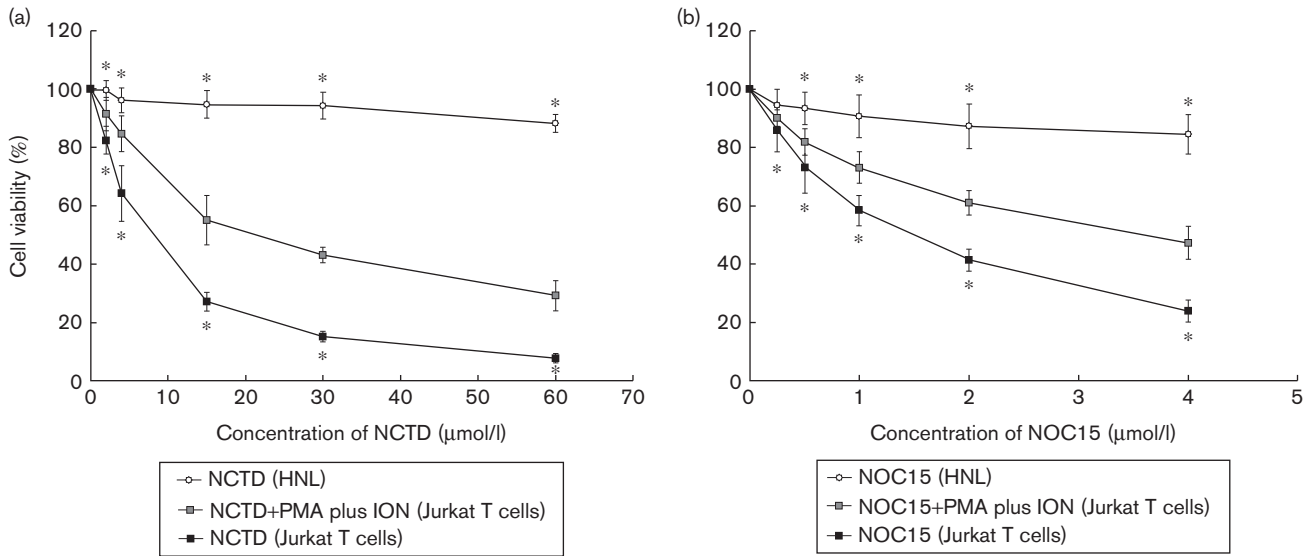 (a)
120
100
80
60
40
20
0
Cell viability (%)
* * * * *
* * * * *
0 10 20 30 40 50 60 70
Concentration of NCTD (μmol/l)
NCTD (HNL)
NCTD+PMA plus ION (Jurkat T cells)
NCTD (Jurkat T cells)
(b)
120
100
80
60
40
20
0
* * * *
* * * * *
0 1 2 3 4 5
Concentration of NOC15 (μmol/l)
NOC15 (HNL)
NOC15+PMA plus ION (Jurkat T cells)
NOC15 (Jurkat T cells)